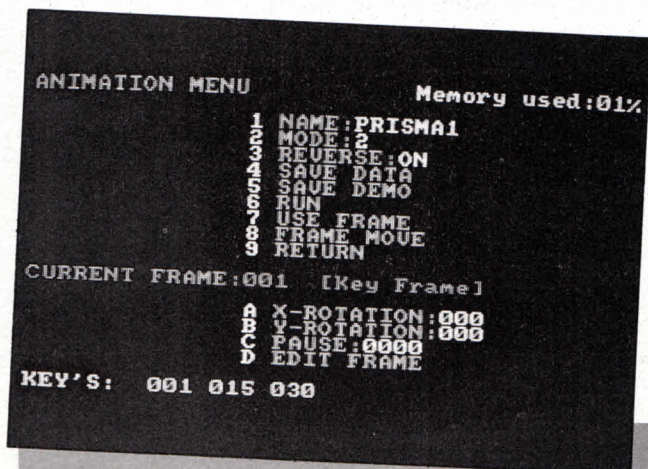 ANIMATION MENU
Memory used:01%
1 NAME:PRISMA1
2 MODE:2
3 REVERSE:ON
4 SAVE DATA
5 SAVE DEMO
6 RUN
7 USE FRAME
8 FRAME MOVE
9 RETURN
CURRENT FRAME:001 [Key Frame]
A X-ROTATION:000
B Y-ROTATION:000
C PAUSE:0000
D EDIT FRAME
KEY'S: 001 015 030